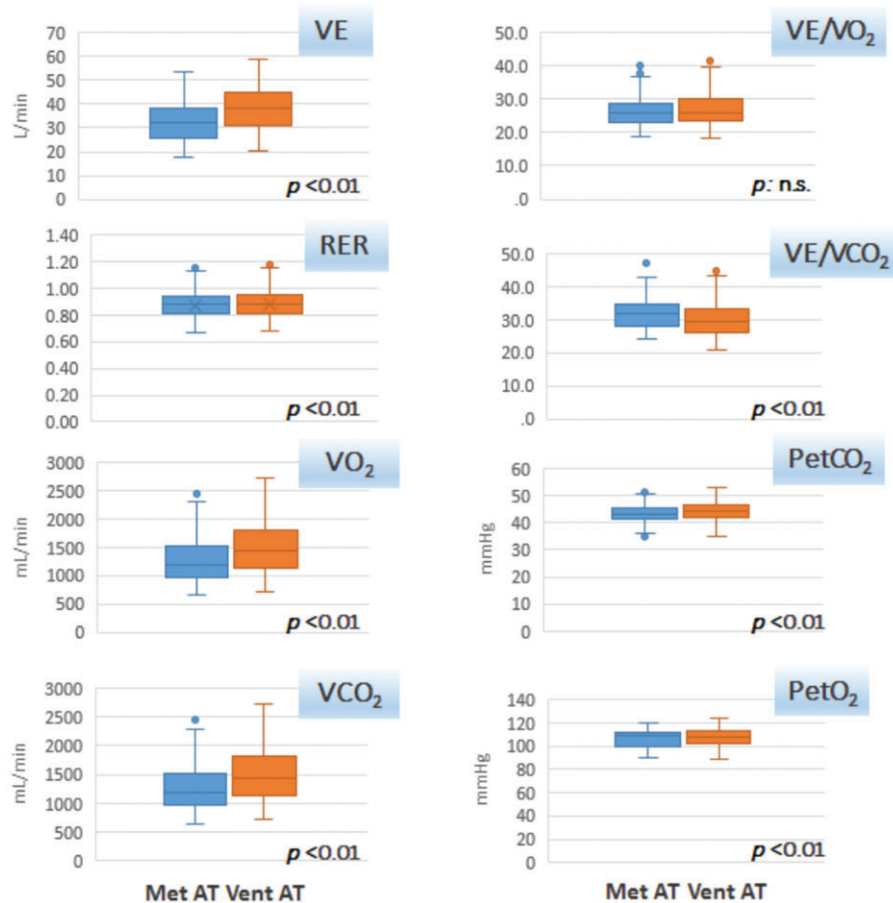 VE
70
60
50
40
30
20
10
0
L/min
p <0.01
VE/VO₂
50.0
40.0
30.0
20.0
10.0
.0
p: n.s.
RER
1.40
1.20
1.00
0.80
0.60
0.40
0.20
0.00
p <0.01
VE/VCO₂
50.0
40.0
30.0
20.0
10.0
.0
p <0.01
VO₂
3000
2500
2000
1500
1000
500
0
mL/min
p <0.01
PetCO₂
60
50
40
30
20
10
0
mmHg
p <0.01
VCO₂
3000
2500
2000
1500
1000
500
0
mL/min
p <0.01
Met AT Vent AT
PetO₂
140
120
100
80
60
40
20
0
mmHg
p <0.01
Met AT Vent AT